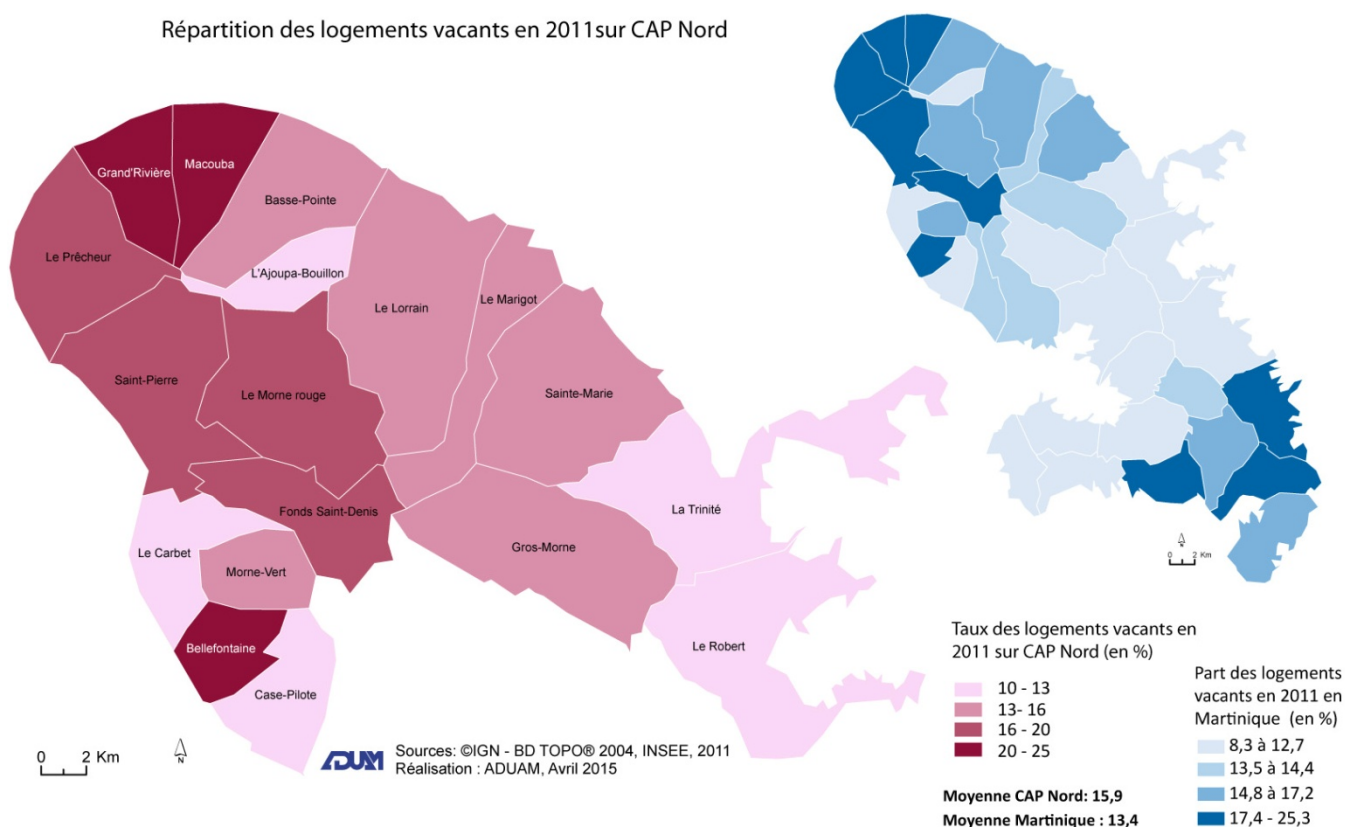 Répartition des logements vacants en 2011sur CAP Nord
Grand'Rivière
Macouba
Basse-Pointe
Le Prêcheur
L'Ajoupa-Bouillon
Le Lorrain
Le Marigot
Saint-Pierre
Le Morne rouge
Sainte-Marie
Fonds Saint-Denis
La Trinité
Le Carbet
Gros-Morne
Morne-Vert
Bellefontaine
Le Robert
Case-Pilote
0 2 Km
N
ADUAM
Sources: ©IGN - BD TOPO® 2004, INSEE, 2011
Réalisation : ADUAM, Avril 2015
N
0 2 Km
Taux des logements vacants en
2011 sur CAP Nord (en %)
10 - 13
13- 16
16 - 20
20 - 25
Moyenne CAP Nord: 15,9
Moyenne Martinique : 13,4
Part des logements
vacants en 2011 en
Martinique (en %)
8,3 à 12,7
13,5 à 14,4
14,8 à 17,2
17,4 - 25,3